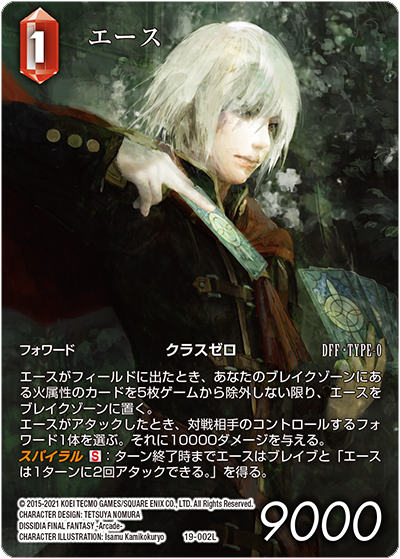 1
エース
フォワード クラスゼロ DFF・TYPE-0
エースがフィールドに出たとき、あなたのブレイクゾーンにあ
る火属性のカードを5枚ゲームから除外しない限り、エースを
ブレイクゾーンに置く。
エースがアタックしたとき、対戦相手のコントロールするフォ
ワード1体を選ぶ。それに10000ダメージを与える。
スパイラル S:ターン終了時までエースはブレイブと「エース
は1ターンに2回アタックできる。」を得る。
© 2015-2021 KOEI TECMO GAMES/SQUARE ENIX CO., LTD. All Rights Reserved.
CHARACTER DESIGN: TETSUYA NOMURA
DISSIDIA FINAL FANTASY -Arcade-
CHARACTER ILLUSTRATION: Isamu Kamikokuryo 19-002L
9000